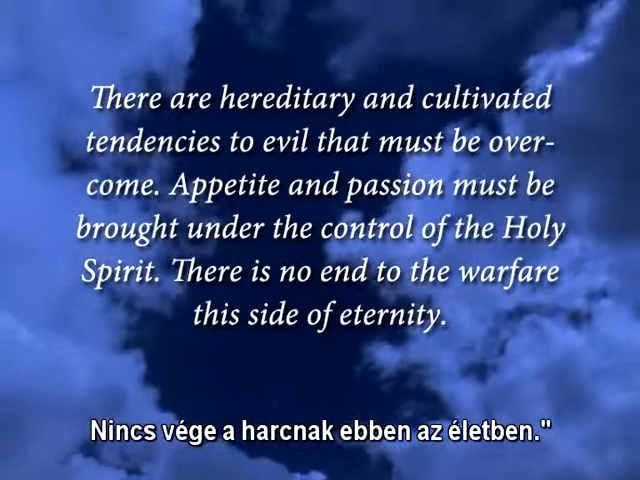 There are hereditary and cultivated
tendencies to evil that must be over-
come. Appetite and passion must be
brought under the control of the Holy
Spirit. There is no end to the warfare
this side of eternity.
Nincs vége a harcnak ebben az életben."